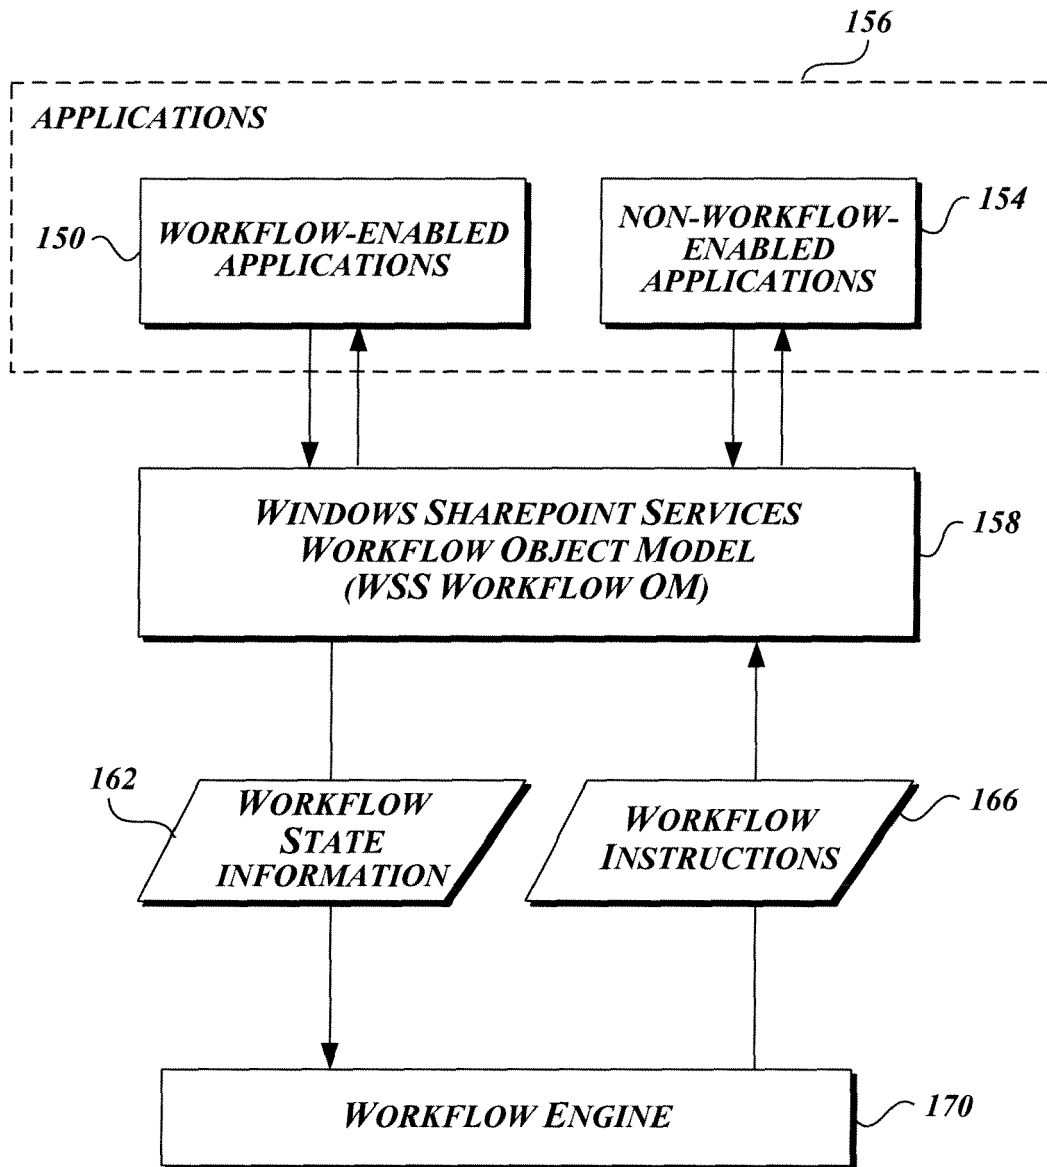 156
APPLICATIONS
150
WORKFLOW-ENABLED
APPLICATIONS
NON-WORKFLOW-
ENABLED
APPLICATIONS
154
WINDOWS SHAREPOINT SERVICES
WORKFLOW OBJECT MODEL
(WSS WORKFLOW OM)
158
162
WORKFLOW
STATE
INFORMATION
WORKFLOW
INSTRUCTIONS
166
WORKFLOW ENGINE
170